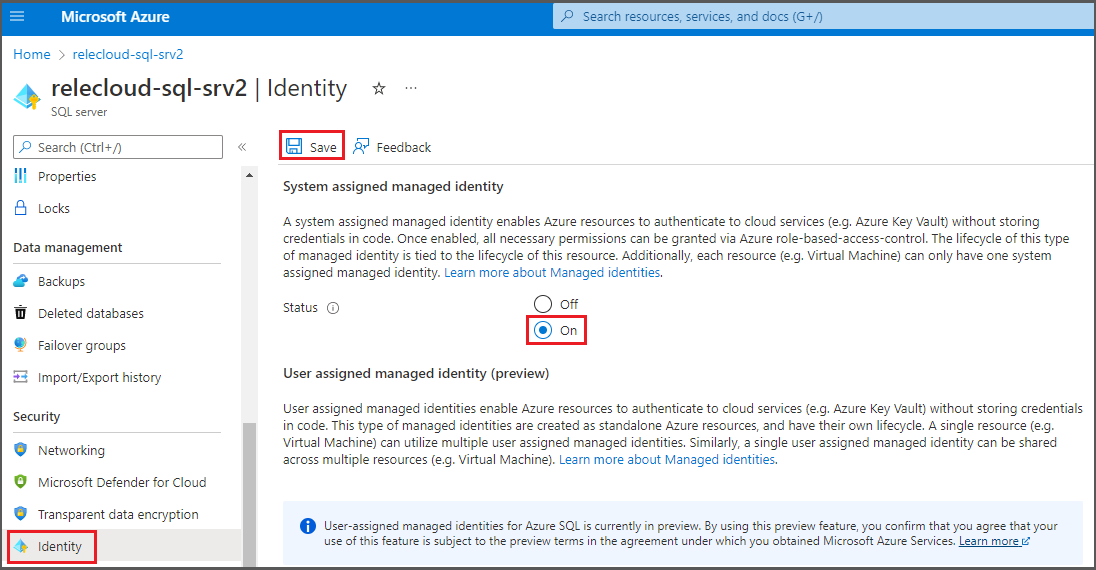 Microsoft Azure
Search resources, services, and docs (G+/)
Home > relecloud-sql-srv2
relecloud-sql-srv2 | Identity ☆ ...
SQL server
Search (Ctrl+/) «
Properties
Locks
Data management
Backups
Deleted databases
Failover groups
Import/Export history
Security
Networking
Microsoft Defender for Cloud
Transparent data encryption
Identity
Save Feedback
System assigned managed identity
A system assigned managed identity enables Azure resources to authenticate to cloud services (e.g. Azure Key Vault) without storing
credentials in code. Once enabled, all necessary permissions can be granted via Azure role-based-access-control. The lifecycle of this type
of managed identity is tied to the lifecycle of this resource. Additionally, each resource (e.g. Virtual Machine) can only have one system
assigned managed identity. Learn more about Managed identities.
Status
Off
On
User assigned managed identity (preview)
User assigned managed identities enable Azure resources to authenticate to cloud services (e.g. Azure Key Vault) without storing credentials
in code. This type of managed identities are created as standalone Azure resources, and have their own lifecycle. A single resource (e.g.
Virtual Machine) can utilize multiple user assigned managed identities. Similarly, a single user assigned managed identity can be shared
across multiple resources (e.g. Virtual Machine). Learn more about Managed identities.
User-assigned managed identities for Azure SQL is currently in preview. By using this preview feature, you confirm that you agree that your
use of this feature is subject to the preview terms in the agreement under which you obtained Microsoft Azure Services. Learn more